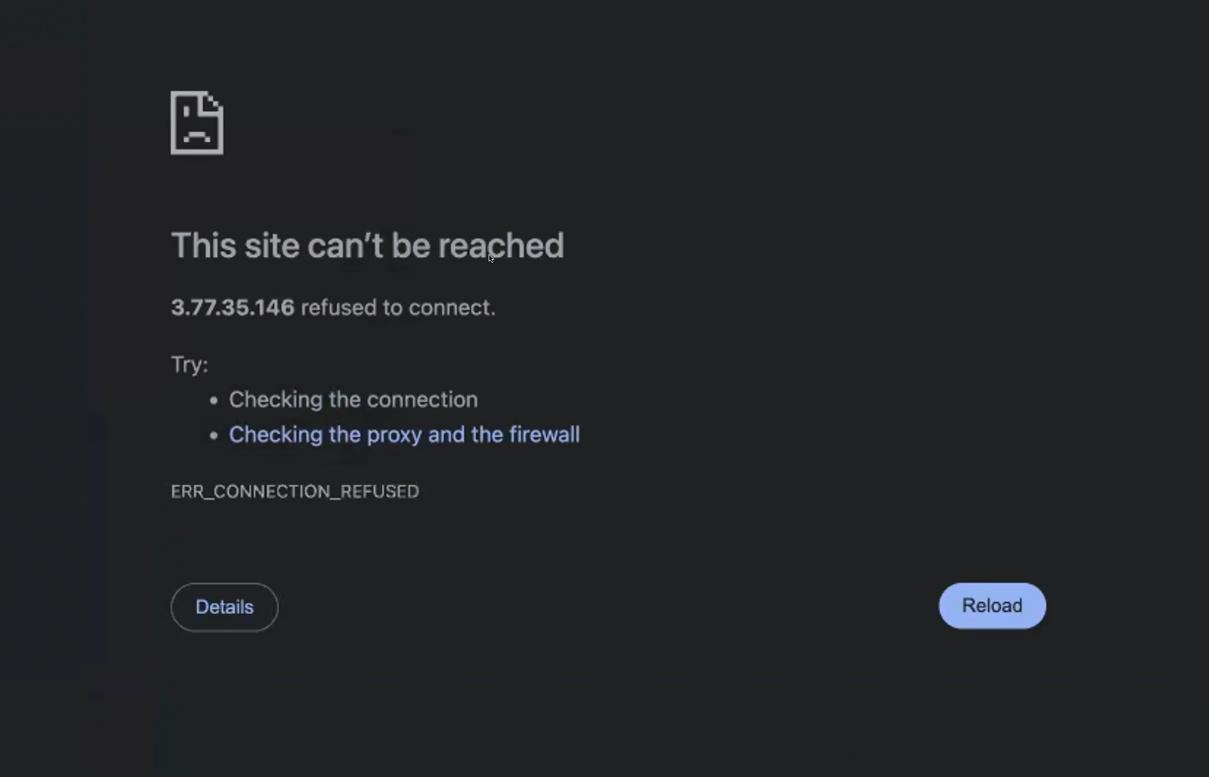 This site can’t be reached
3.77.35.146 refused to connect.
Try:
• Checking the connection
• Checking the proxy and the firewall
ERR_CONNECTION_REFUSED
Details
Reload